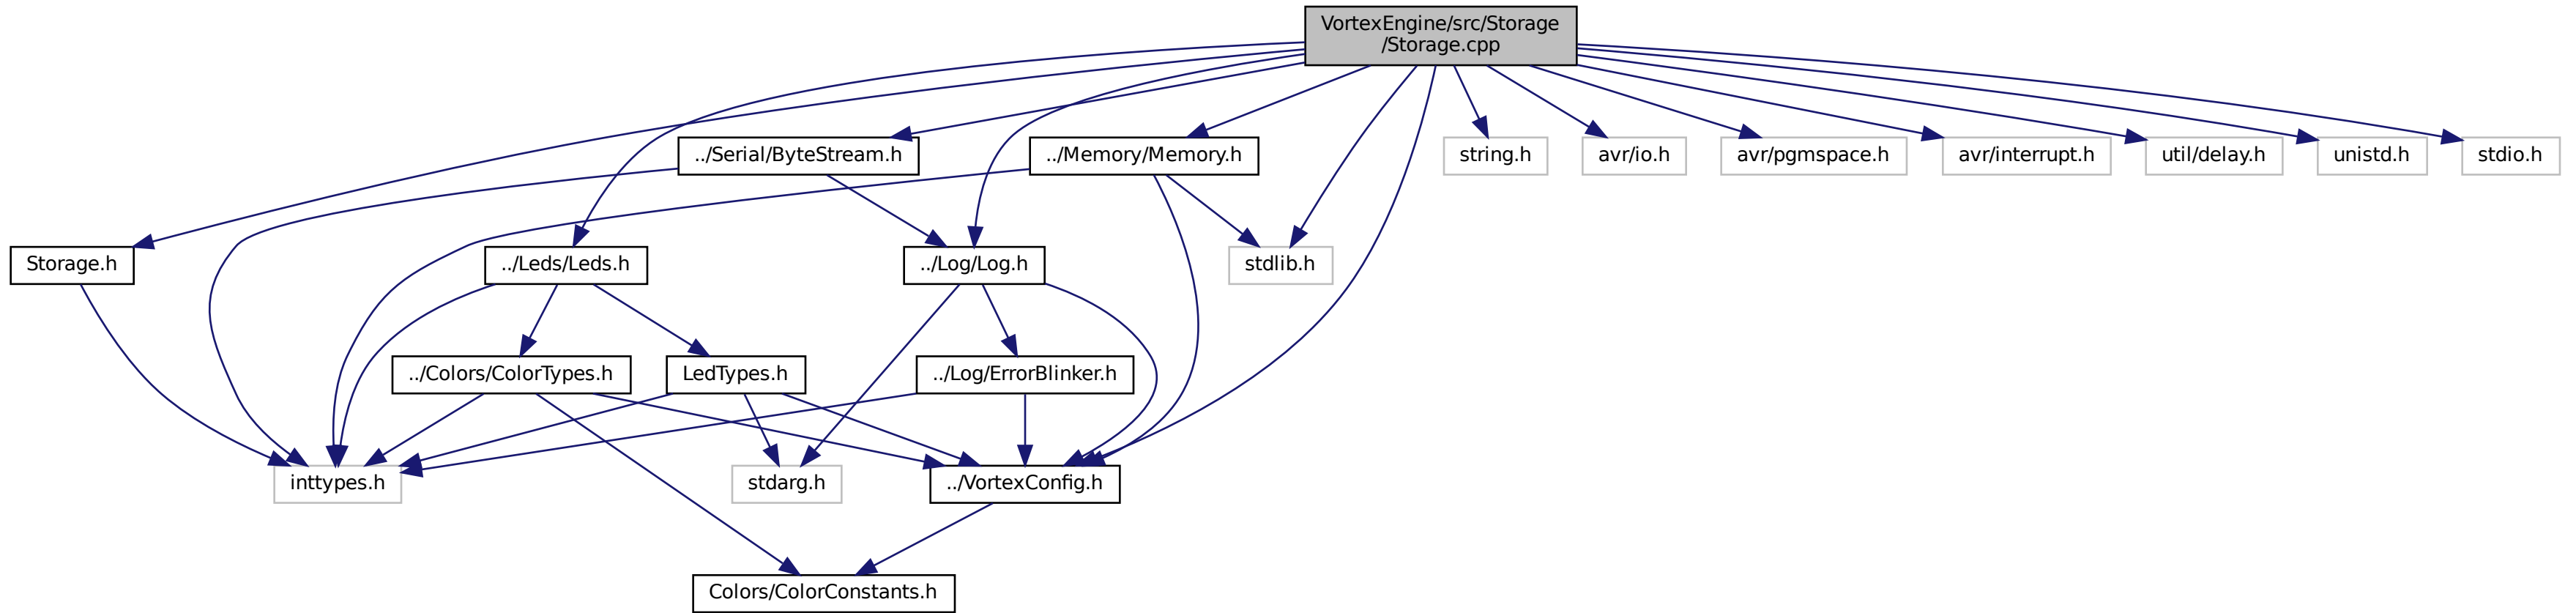 VortexEngine/src/Storage
/Storage.cpp
../Serial/ByteStream.h
../Memory/Memory.h
string.h
avr/io.h
avr/pgmspace.h
avr/interrupt.h
util/delay.h
unistd.h
stdio.h
Storage.h
../Leds/Leds.h
../Log/Log.h
stdlib.h
../Colors/ColorTypes.h
LedTypes.h
../Log/ErrorBlinker.h
inttypes.h
stdarg.h
../VortexConfig.h
Colors/ColorConstants.h